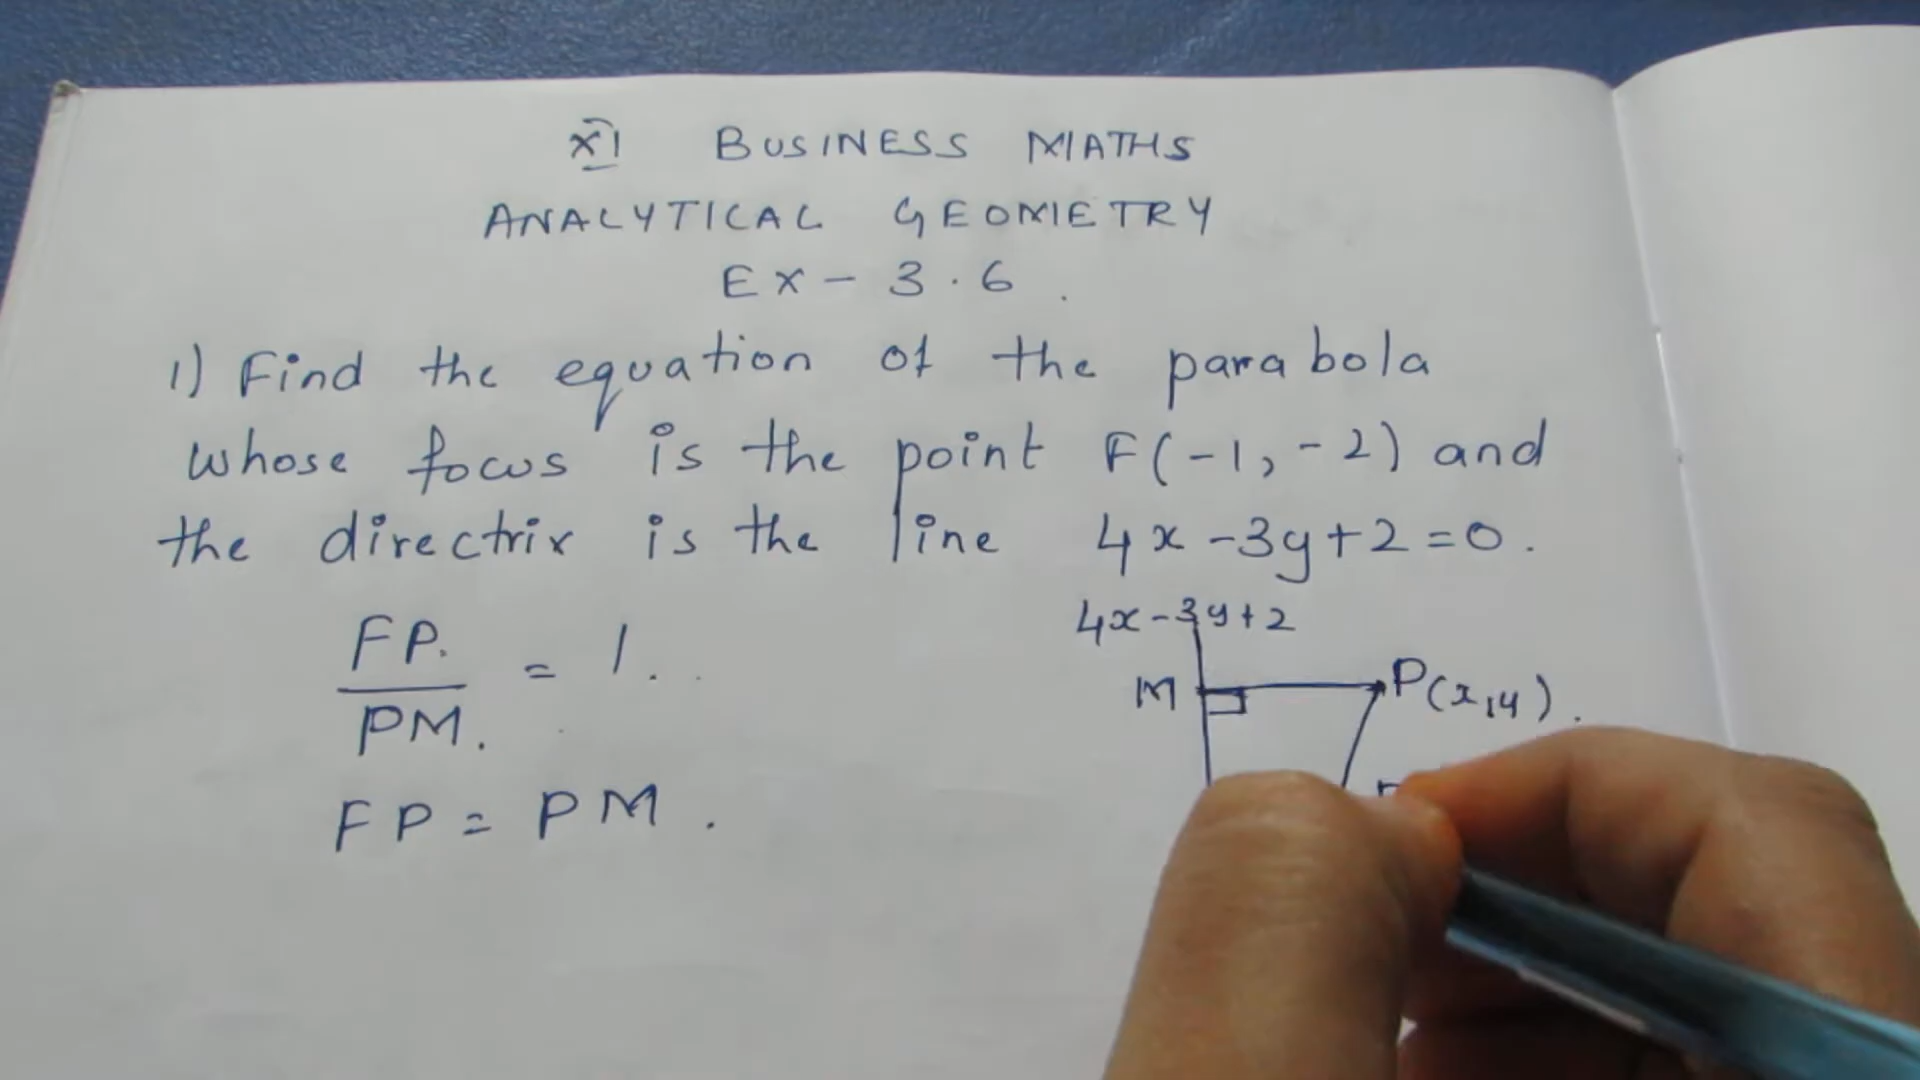 XI BUSINESS MATHS
ANALYTICAL GEOMETRY
EX - 3.6.
1) Find the equation of the parabola
whose focus is the point F(-1, -2) and
the directrix is the line 4x - 3y + 2 = 0.
4x - 3y + 2
FP.
= 1.
PM.
M
P(x, y).
FP = PM.